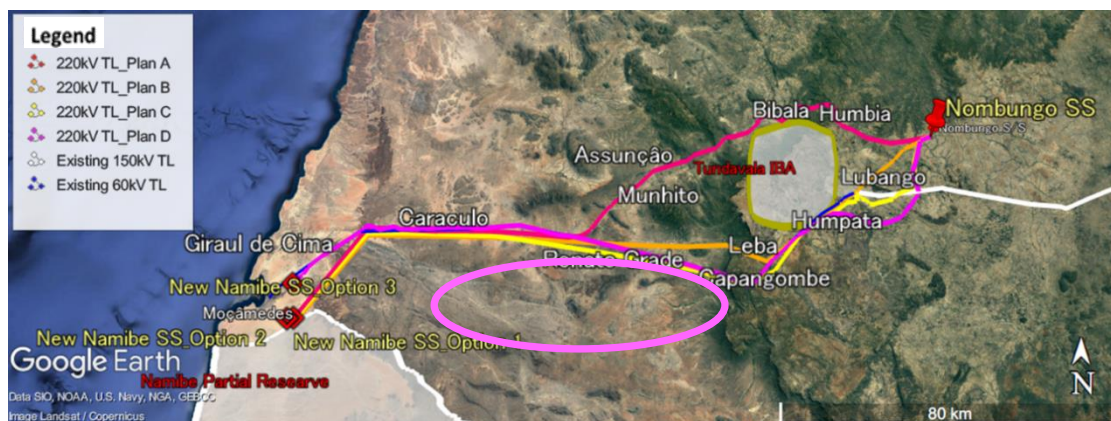 Legend
220kV TL_Plan A
220kV TL_Plan B
220kV TL_Plan C
220kV TL_Plan D
Existing 150kV TL
Existing 60kV TL
Bibala
Humbia
Nombungo SS
Nombungo S/S
Assunção
Tundavala IBA
Munhito
Lubango
Caraculo
Humpata
Giraul de Cima
Leba
Renato Grade
Capangombe
New Namibe SS_Option 3
Moçâmedes
New Namibe SS_Option 2
New Namibe SS_Option 1
Google Earth
Namibe Partial Reserve
Data SIO, NOAA, U.S. Navy, NGA, GEBCO
Image Landsat / Copernicus
N
80 km